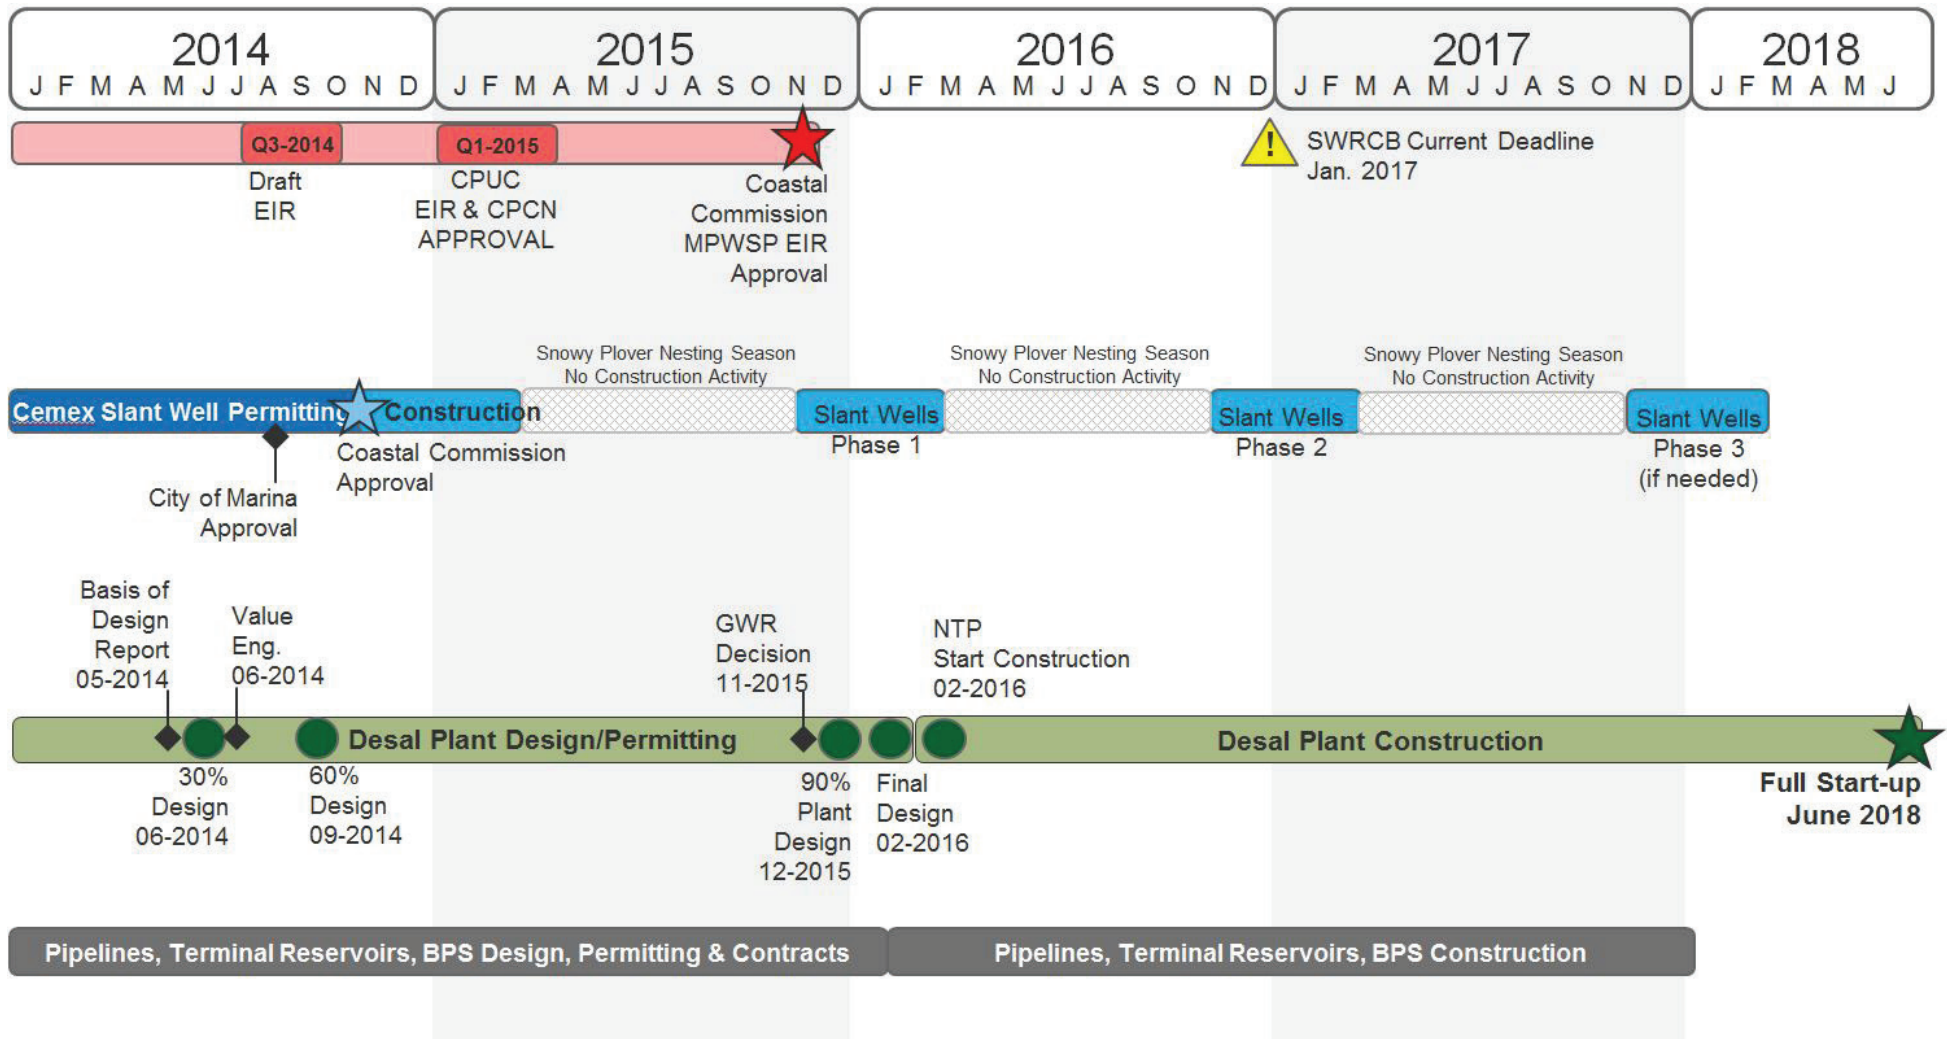 2014
J F M A M J J A S O N D
2015
J F M A M J J A S O N D
2016
J F M A M J J A S O N D
2017
J F M A M J J A S O N D
2018
J F M A M J
Q3-2014
Draft
EIR
Q1-2015
CPUC
EIR & CPCN
APPROVAL
Coastal
Commission
MPWSP EIR
Approval
!
SWRCB Current Deadline
Jan. 2017
Cemex Slant Well Permitting
Construction
Coastal Commission
Approval
City of Marina
Approval
Snowy Plover Nesting Season
No Construction Activity
Slant Wells
Phase 1
Snowy Plover Nesting Season
No Construction Activity
Slant Wells
Phase 2
Snowy Plover Nesting Season
No Construction Activity
Slant Wells
Phase 3
(if needed)
Basis of
Design
Report
05-2014
Value
Eng.
06-2014
GWR
Decision
11-2015
NTP
Start Construction
02-2016
Desal Plant Design/Permitting
Desal Plant Construction
30%
Design
06-2014
60%
Design
09-2014
90%
Plant
Design
12-2015
Final
Design
02-2016
Full Start-up
June 2018
Pipelines, Terminal Reservoirs, BPS Design, Permitting & Contracts
Pipelines, Terminal Reservoirs, BPS Construction